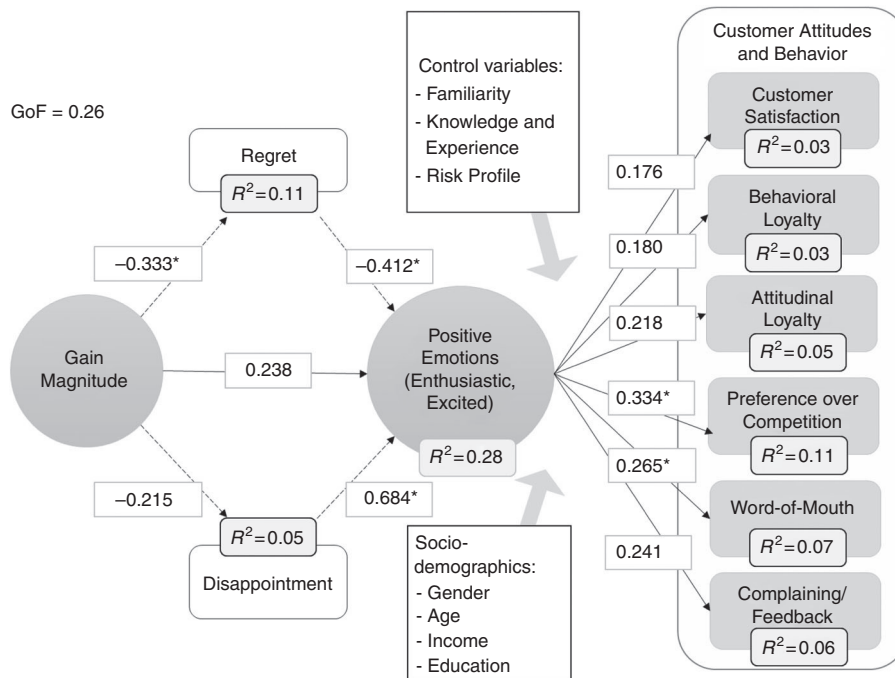 GoF = 0.26
Regret
R²=0.11
–0.333*
–0.412*
Gain
Magnitude
0.238
Positive
Emotions
(Enthusiastic,
Excited)
R²=0.28
–0.215
0.684*
R²=0.05
Disappointment
Control variables:
- Familiarity
- Knowledge and
Experience
- Risk Profile
Socio-
demographics:
- Gender
- Age
- Income
- Education
0.176
0.180
0.218
0.334*
0.265*
0.241
Customer Attitudes
and Behavior
Customer
Satisfaction
R²=0.03
Behavioral
Loyalty
R²=0.03
Attitudinal
Loyalty
R²=0.05
Preference over
Competition
R²=0.11
Word-of-Mouth
R²=0.07
Complaining/
Feedback
R²=0.06